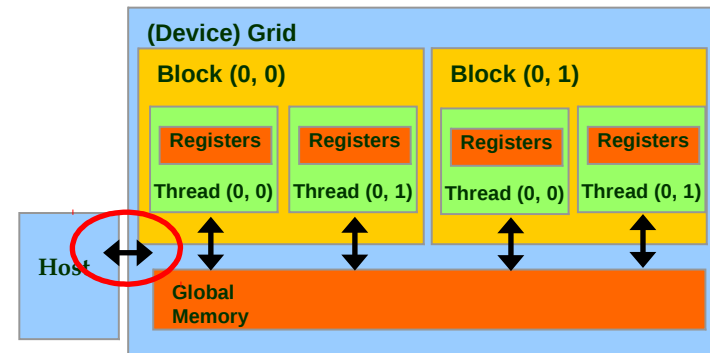 (Device) Grid
Block (0, 0)
Block (0, 1)
Registers
Registers
Registers
Registers
Thread (0, 0)
Thread (0, 1)
Thread (0, 0)
Thread (0, 1)
Host
Global
Memory